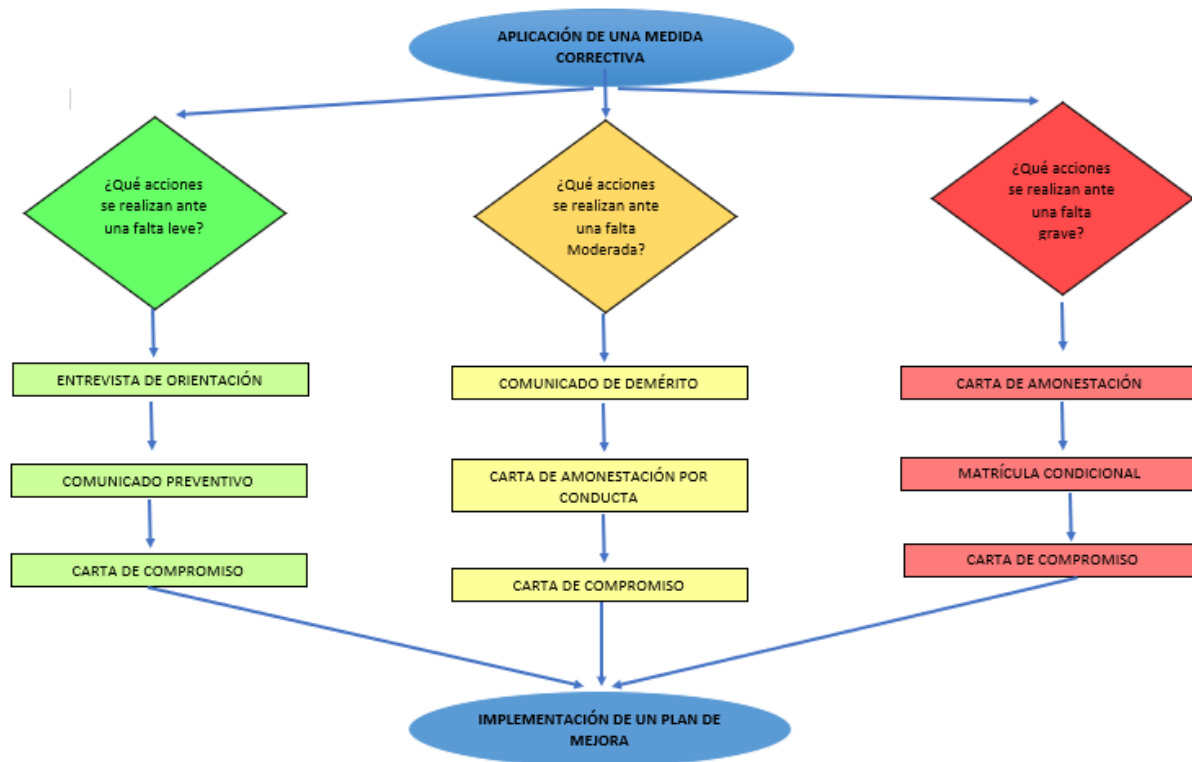 APLICACIÓN DE UNA MEDIDA
CORRECTIVA
¿Qué acciones
se realizan ante
una falta leve?
¿Qué acciones
se realizan ante
una falta
Moderada?
¿Qué acciones
se realizan ante
una falta
grave?
ENTREVISTA DE ORIENTACIÓN
COMUNICADO DE DEMÉRITO
CARTA DE AMONESTACIÓN
COMUNICADO PREVENTIVO
CARTA DE AMONESTACIÓN POR
CONDUCTA
MATRÍCULA CONDICIONAL
CARTA DE COMPROMISO
CARTA DE COMPROMISO
CARTA DE COMPROMISO
IMPLEMENTACIÓN DE UN PLAN DE
MEJORA